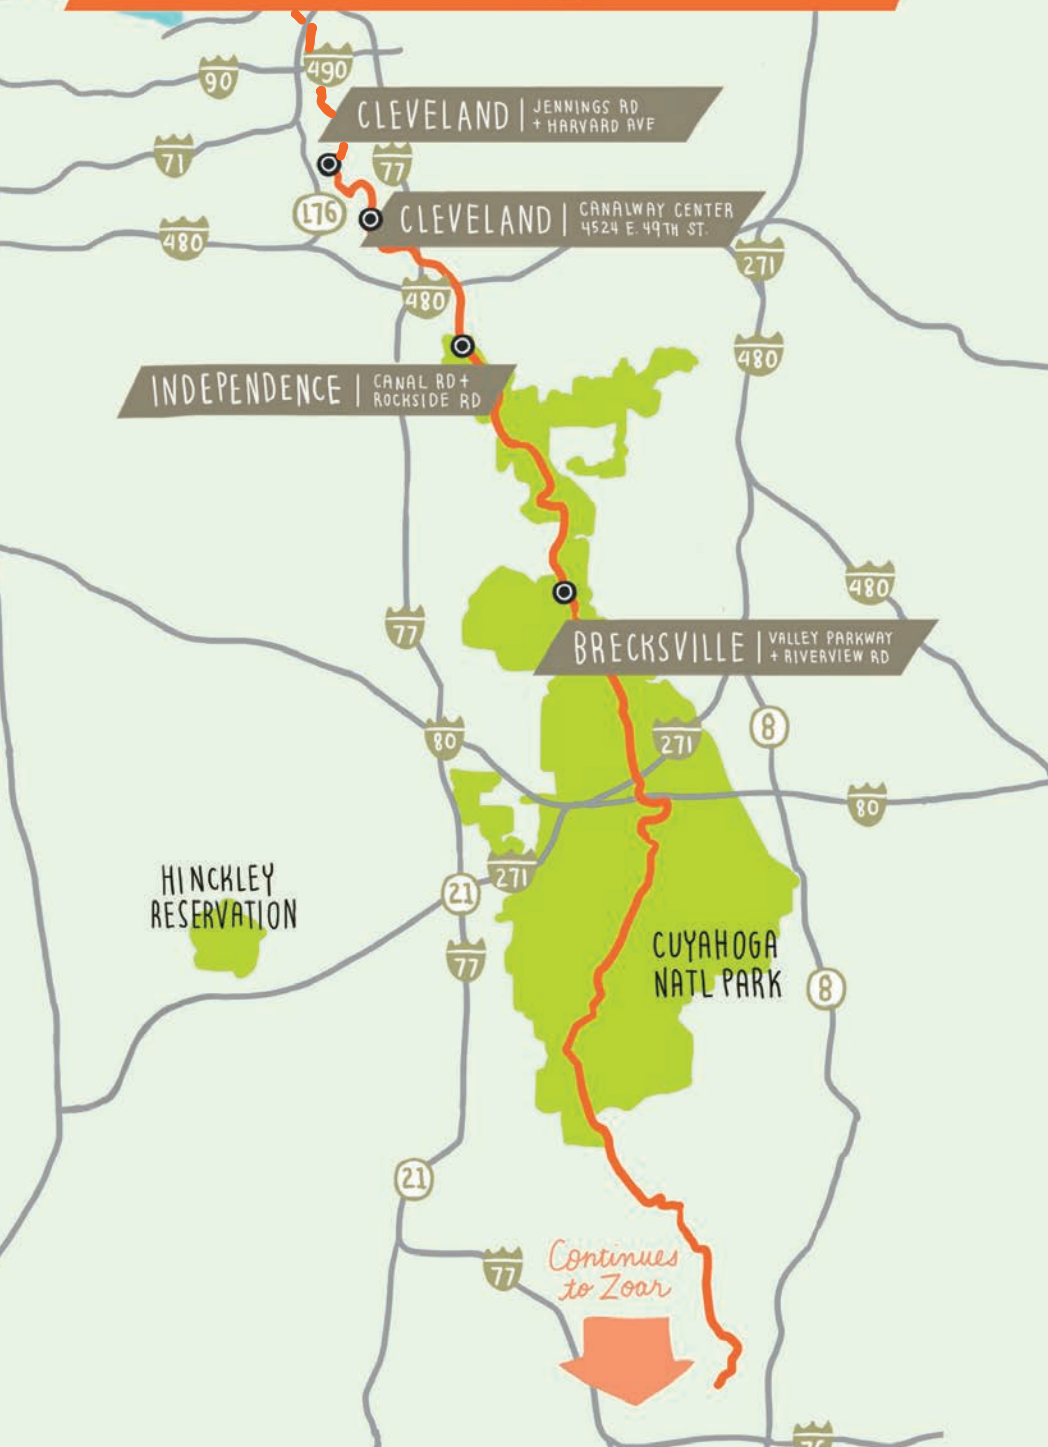 490
90
CLEVELAND | JENNINGS RD
+ HARVARD AVE
71
77
176
CLEVELAND | CANALWAY CENTER
4524 E. 49TH ST.
480
271
480
480
INDEPENDENCE | CANAL RD +
ROCKSIDE RD
480
77
BRECKSVILLE | VALLEY PARKWAY
+ RIVERVIEW RD
8
80
271
80
271
HINCKLEY
RESERVATION
21
CUYAHOGA
NATL PARK
77
8
21
Continues
to Zoar
77